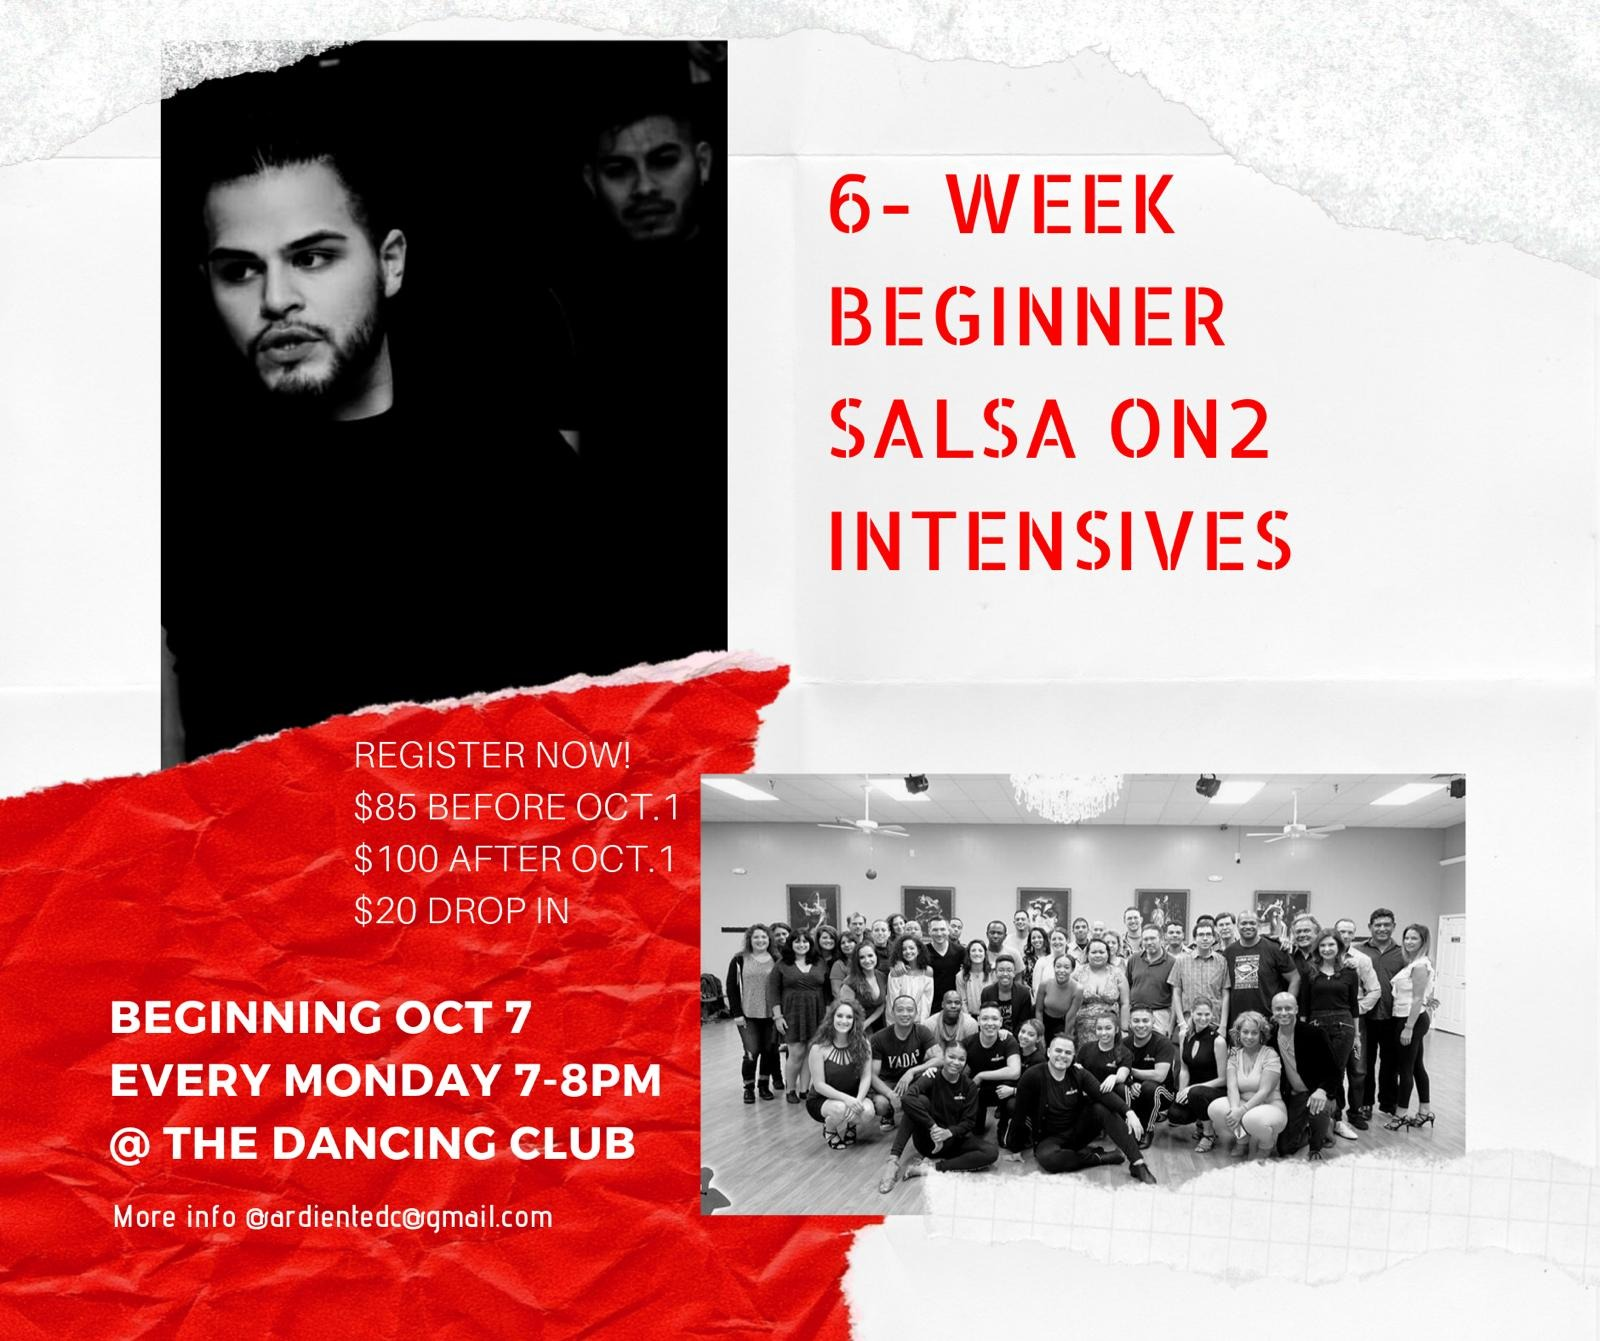 6- WEEK
BEGINNER
SALSA ON2
INTENSIVES
REGISTER NOW!
$85 BEFORE OCT.1
$100 AFTER OCT.1
$20 DROP IN
BEGINNING OCT 7
EVERY MONDAY 7-8PM
@ THE DANCING CLUB
More info @ardientedc@gmail.com
YADA